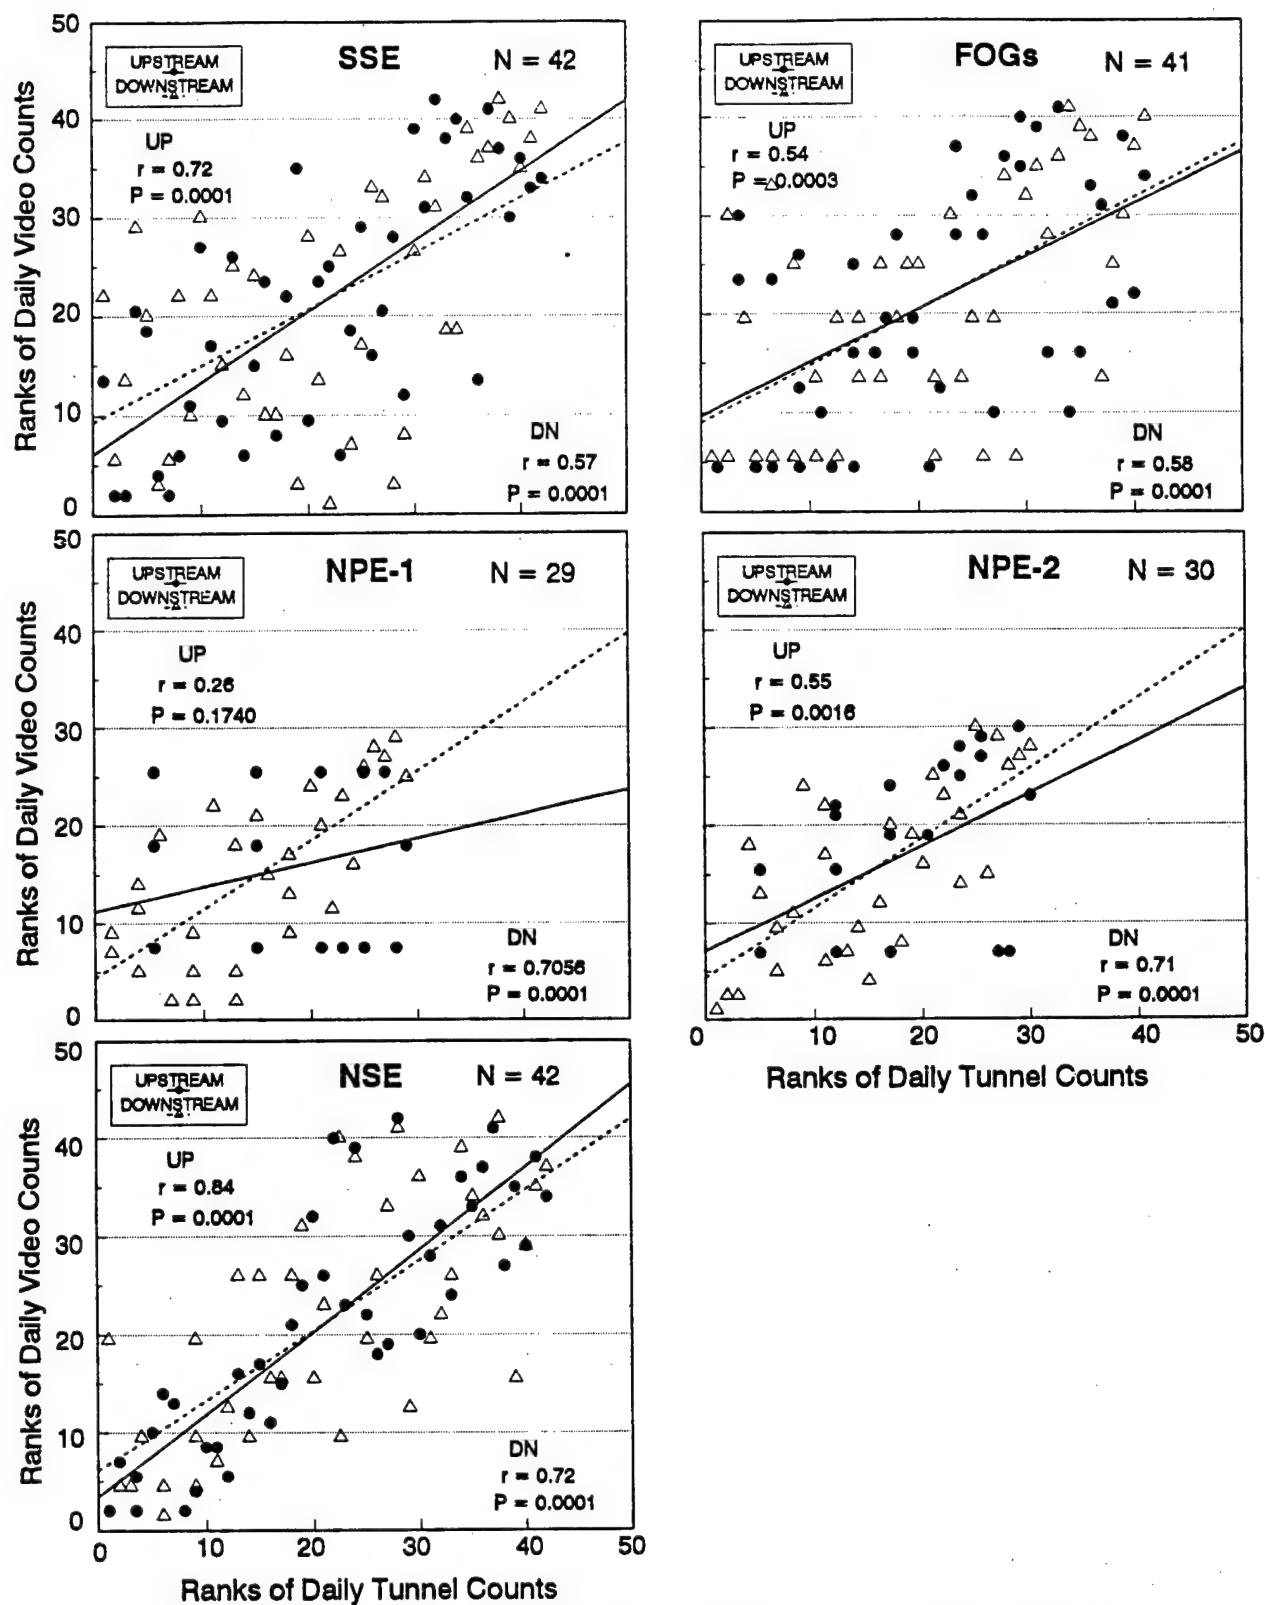 SSE
N = 42
UPSTREAM
DOWNSTREAM
UP
r = 0.72
P = 0.0001
DN
r = 0.57
P = 0.0001
50
40
30
20
10
0
Ranks of Daily Video Counts
FOGs
N = 41
UPSTREAM
DOWNSTREAM
UP
r = 0.54
P = 0.0003
DN
r = 0.58
P = 0.0001
NPE-1
N = 29
UPSTREAM
DOWNSTREAM
UP
r = 0.26
P = 0.1740
DN
r = 0.7056
P = 0.0001
50
40
30
20
10
0
Ranks of Daily Video Counts
NPE-2
N = 30
UPSTREAM
DOWNSTREAM
UP
r = 0.55
P = 0.0016
DN
r = 0.71
P = 0.0001
0 10 20 30 40 50
Ranks of Daily Tunnel Counts
NSE
N = 42
UPSTREAM
DOWNSTREAM
UP
r = 0.84
P = 0.0001
DN
r = 0.72
P = 0.0001
50
40
30
20
10
0
Ranks of Daily Video Counts
0 10 20 30 40 50
Ranks of Daily Tunnel Counts